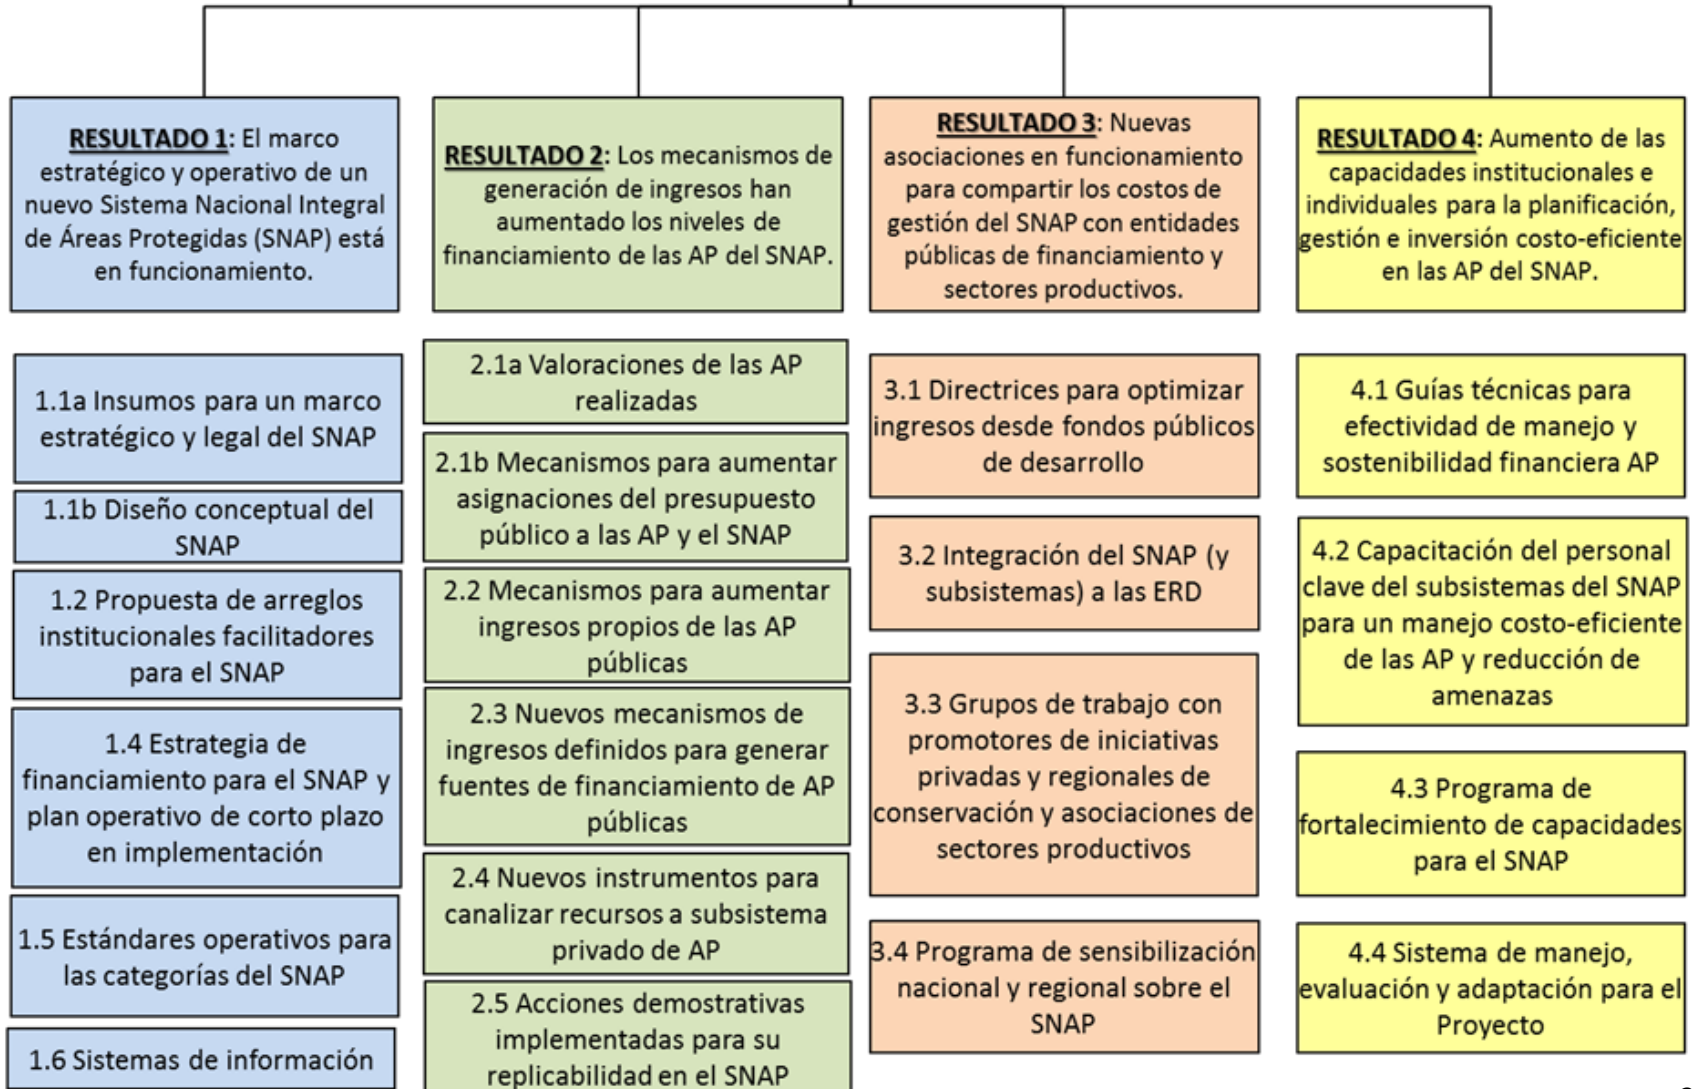 RESULTADO 1: El marco
estratégico y operativo de un
nuevo Sistema Nacional Integral
de Áreas Protegidas (SNAP) está
en funcionamiento.
1.1a Insumos para un marco
estratégico y legal del SNAP
1.1b Diseño conceptual del
SNAP
1.2 Propuesta de arreglos
institucionales facilitadores
para el SNAP
1.4 Estrategia de
financiamiento para el SNAP y
plan operativo de corto plazo
en implementación
1.5 Estándares operativos para
las categorías del SNAP
1.6 Sistemas de información
RESULTADO 2: Los mecanismos de
generación de ingresos han
aumentado los niveles de
financiamiento de las AP del SNAP.
2.1a Valoraciones de las AP
realizadas
2.1b Mecanismos para aumentar
asignaciones del presupuesto
público a las AP y el SNAP
2.2 Mecanismos para aumentar
ingresos propios de las AP
públicas
2.3 Nuevos mecanismos de
ingresos definidos para generar
fuentes de financiamiento de AP
públicas
2.4 Nuevos instrumentos para
canalizar recursos a subsistema
privado de AP
2.5 Acciones demostrativas
implementadas para su
replicabilidad en el SNAP
RESULTADO 3: Nuevas
asociaciones en funcionamiento
para compartir los costos de
gestión del SNAP con entidades
públicas de financiamiento y
sectores productivos.
3.1 Directrices para optimizar
ingresos desde fondos públicos
de desarrollo
3.2 Integración del SNAP (y
subsistemas) a las ERD
3.3 Grupos de trabajo con
promotores de iniciativas
privadas y regionales de
conservación y asociaciones de
sectores productivos
3.4 Programa de sensibilización
nacional y regional sobre el
SNAP
RESULTADO 4: Aumento de las
capacidades institucionales e
individuales para la planificación,
gestión e inversión costo-eficiente
en las AP del SNAP.
4.1 Guías técnicas para
efectividad de manejo y
sostenibilidad financiera AP
4.2 Capacitación del personal
clave del subsistemas del SNAP
para un manejo costo-eficiente
de las AP y reducción de
amenazas
4.3 Programa de
fortalecimiento de capacidades
para el SNAP
4.4 Sistema de manejo,
evaluación y adaptación para el
Proyecto